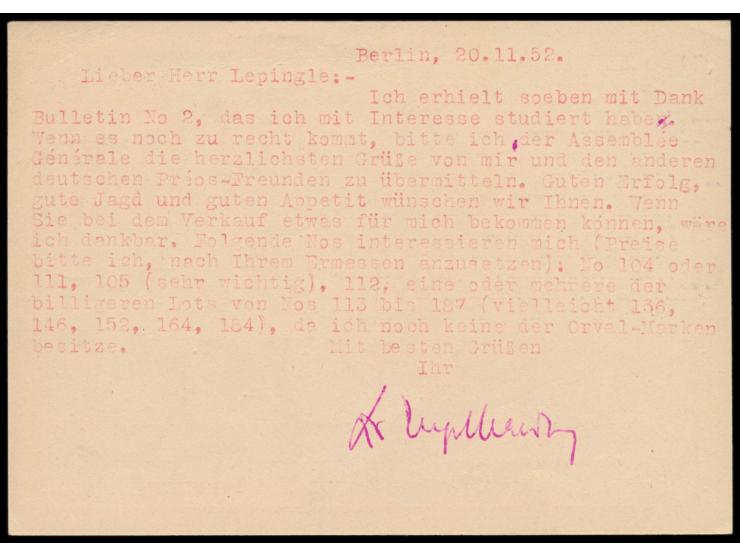 Berlin, 20.11.52.
Lieber Herr Lepingle:-
Ich erhielt soeben mit Dank
Bulletin No 2, das ich mit Interesse studiert habe.
Wenn es noch zu recht kommt, bitte ich, der Assemblée
Générale die herzlichsten Grüße von mir und den anderen
deutschen Préos-Freunden zu übermitteln. Guten Erfolg,
gute Jagd und guten Appetit wünschen wir Ihnen. Wenn
Sie bei dem Verkauf etwas für mich bekommen können, wäre
ich dankbar. Folgende Nos interessieren mich (Preise
bitte ich, nach Ihrem Ermessen anzusetzen): No 104 oder
111, 105 (sehr wichtig), 112, eine oder mehrere der
billigeren Lots von Nos 113 bis 187 (vielleicht 136,
146, 152, 164, 184), da ich noch keine der Orval-Marken
besitze. Mit besten Grüßen
Ihr
Dr